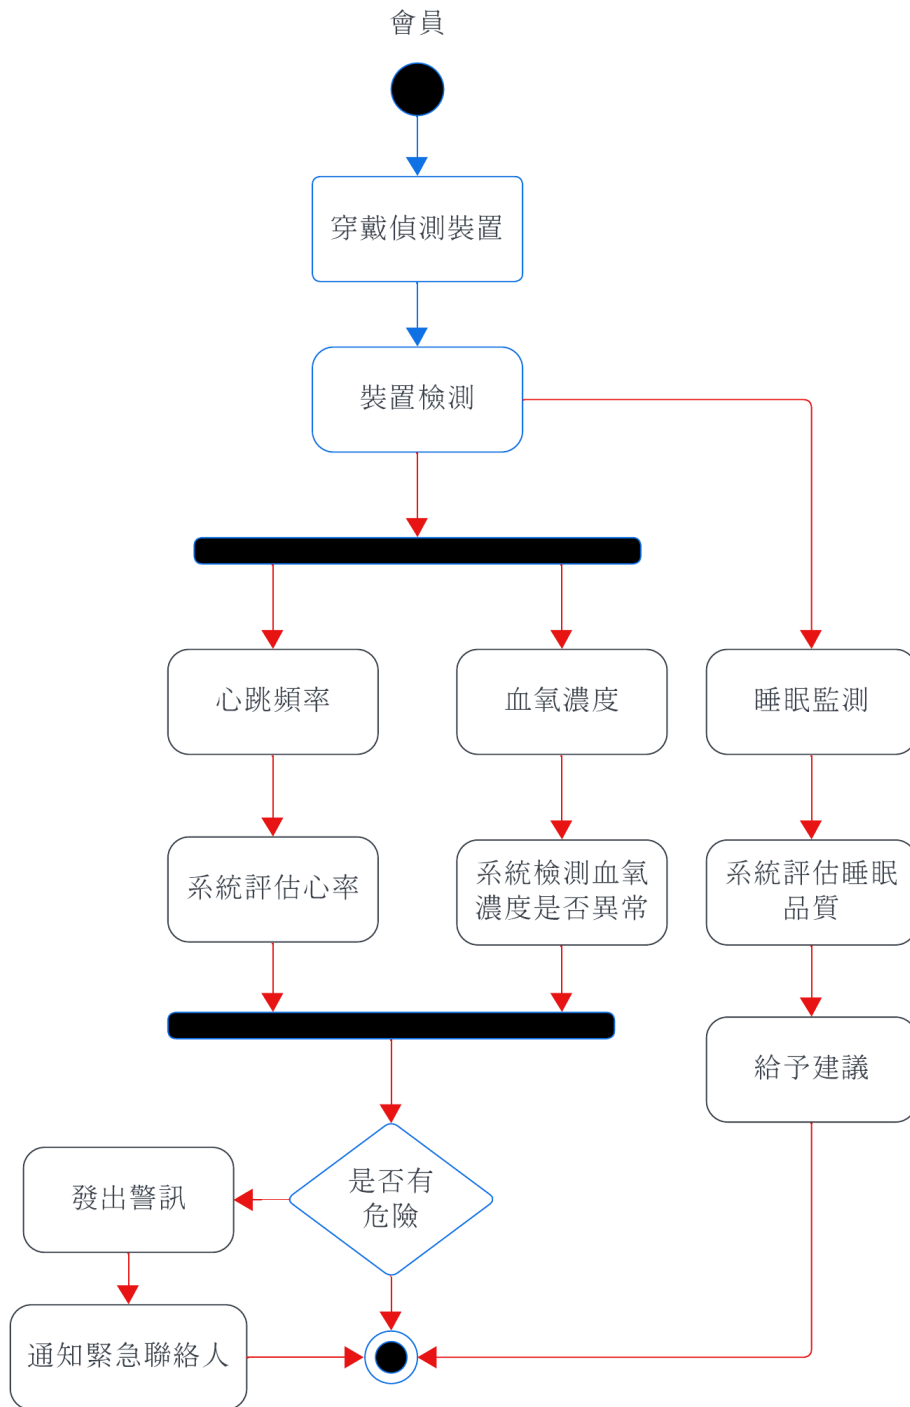 會員
穿戴偵測裝置
裝置檢測
心跳頻率
血氧濃度
睡眠監測
系統評估心率
系統檢測血氧
濃度是否異常
系統評估睡眠
品質
給予建議
是否有
危險
發出警訊
通知緊急聯絡人